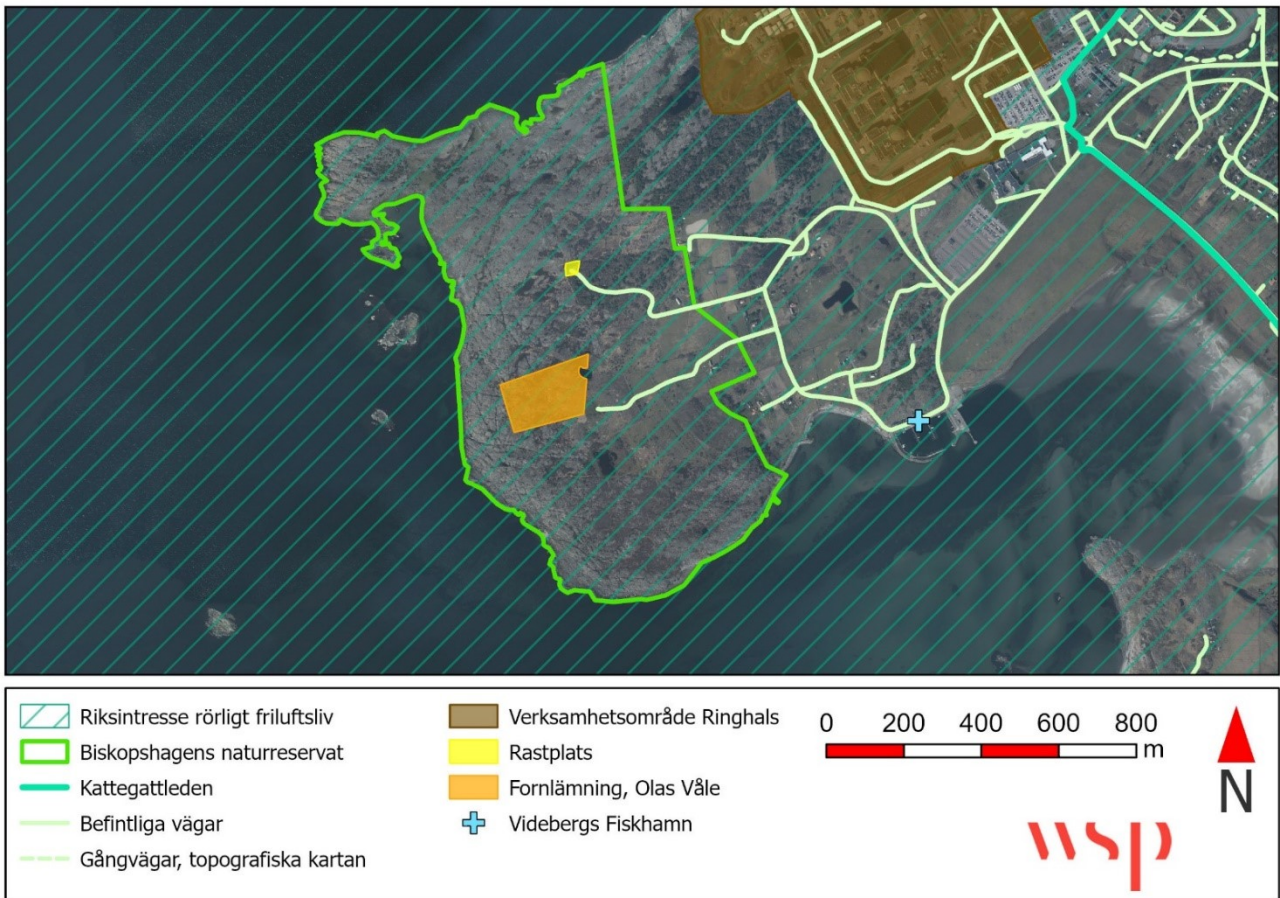 Riksintresse rörligt friluftsliv
Biskopshagens naturreservat
Kattegattleden
Befintliga vägar
Gångvägar, topografiska kartan
Verksamhetsområde Ringhals
Rastplats
Fornlämning, Olas Våle
Videbergs Fiskhamn
0 200 400 600 800
m
N
wsp